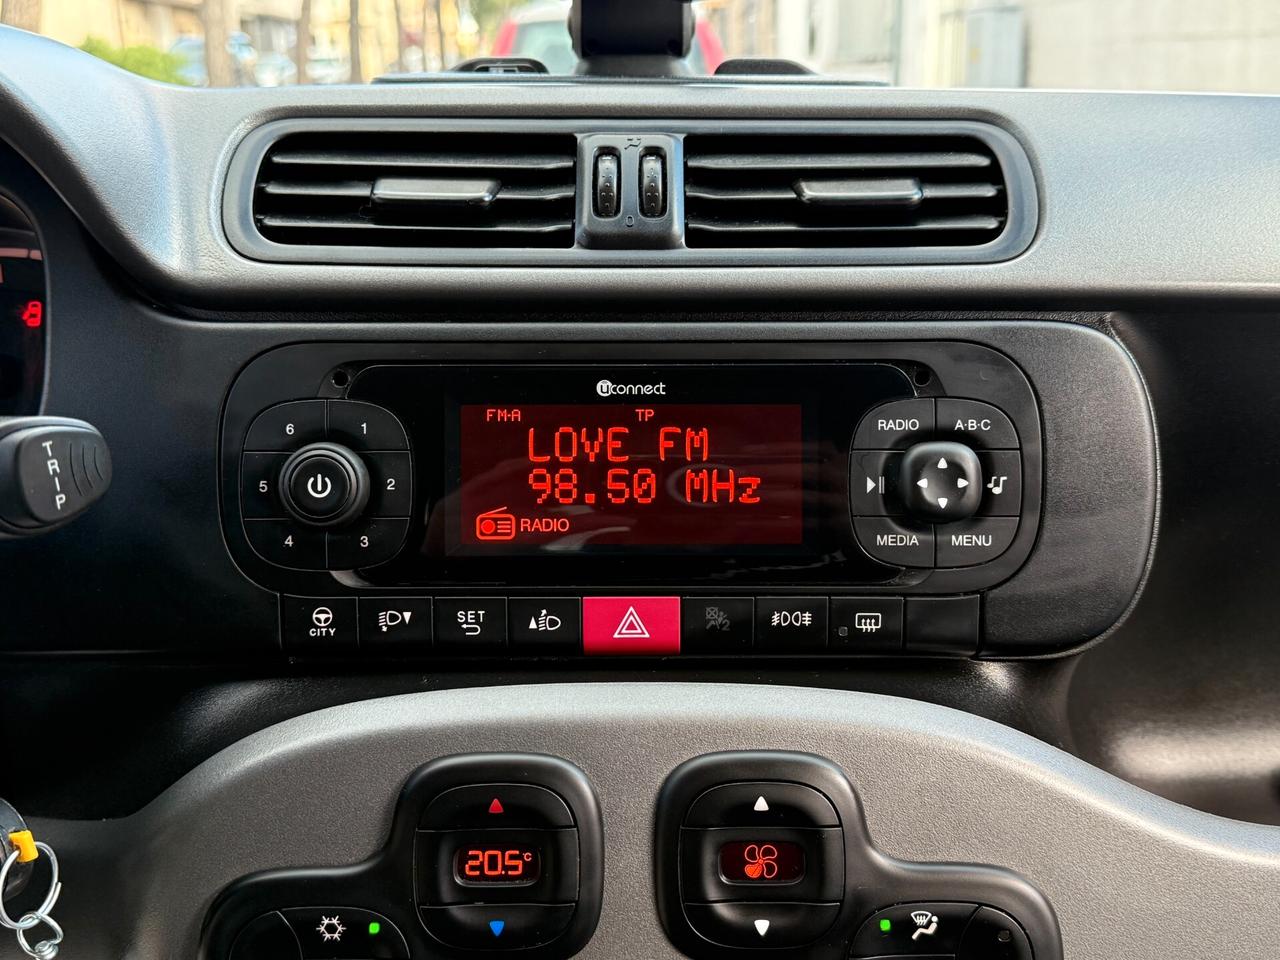 uconnect
FM-A TP
LOVE FM
98.50 MHz
RADIO
6 1
5 2
4 3
RADIO A·B·C
MEDIA MENU
TRIP
CITY
SET
0
20.5°C